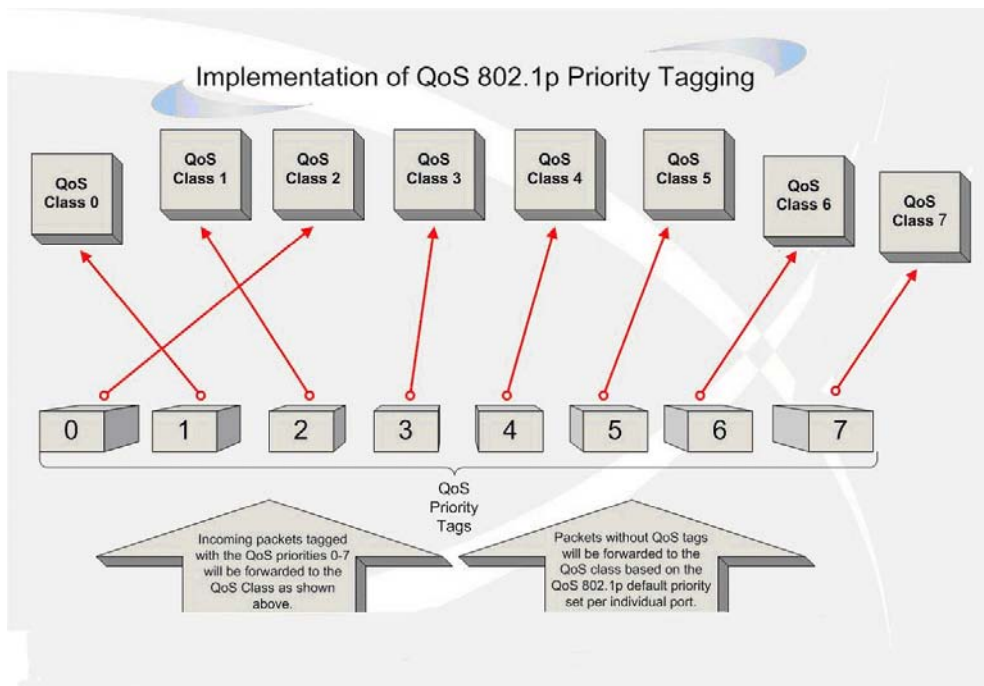 Implementation of QoS 802.1p Priority Tagging
QoS
Class 0
QoS
Class 1
QoS
Class 2
QoS
Class 3
QoS
Class 4
QoS
Class 5
QoS
Class 6
QoS
Class 7
0
1
2
3
4
5
6
7
QoS
Priority
Tags
Incoming packets tagged
with the QoS priorities 0-7
will be forwarded to the
QoS Class as shown
above.
Packets without QoS tags
will be forwarded to the
QoS class based on the
QoS 802.1p default priority
set per individual port.